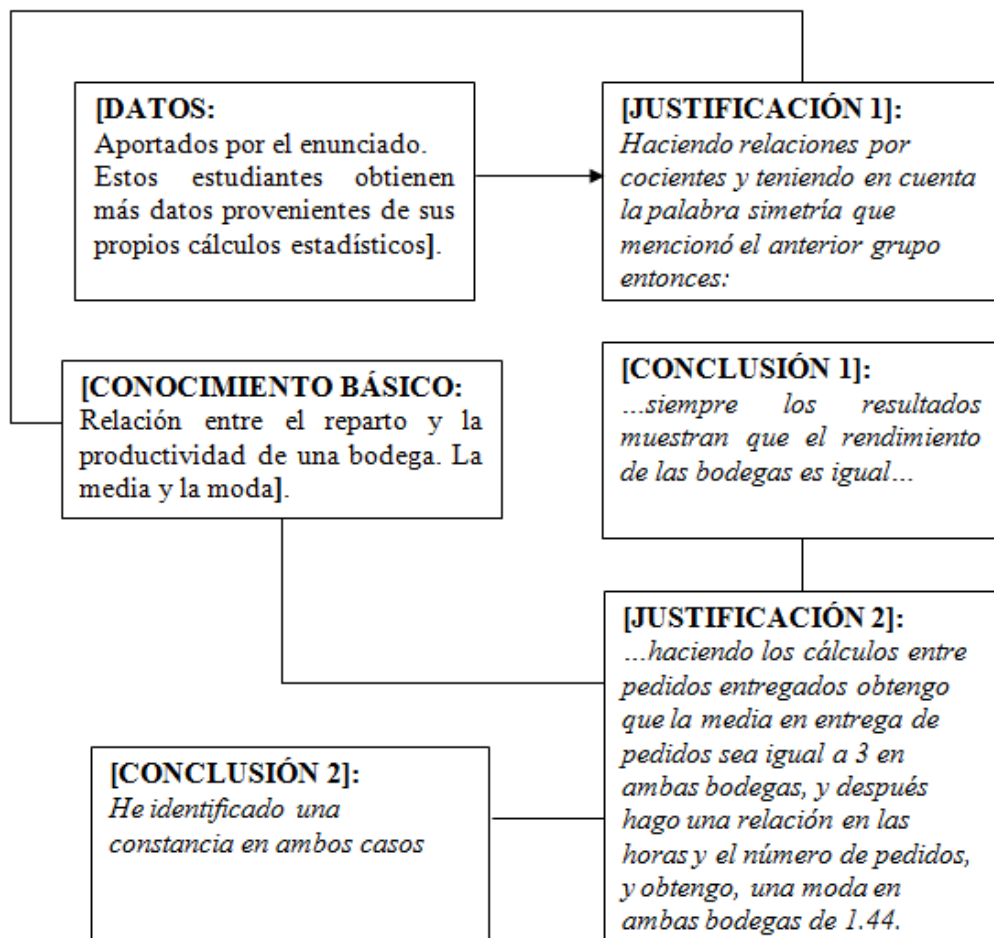 [DATOS:
Aportados por el enunciado.
Estos estudiantes obtienen
más datos provenientes de sus
propios cálculos estadísticos].
[JUSTIFICACIÓN 1]:
Haciendo relaciones por
cocientes y teniendo en cuenta
la palabra simetría que
mencionó el anterior grupo
entonces:
[CONOCIMIENTO BÁSICO:
Relación entre el reparto y la
productividad de una bodega. La
media y la moda].
[CONCLUSIÓN 1]:
...siempre los resultados
muestran que el rendimiento
de las bodegas es igual...
[JUSTIFICACIÓN 2]:
...haciendo los cálculos entre
pedidos entregados obtengo
que la media en entrega de
pedidos sea igual a 3 en
ambas bodegas, y después
hago una relación en las
horas y el número de pedidos,
y obtengo, una moda en
ambas bodegas de 1.44.
[CONCLUSIÓN 2]:
He identificado una
constancia en ambos casos